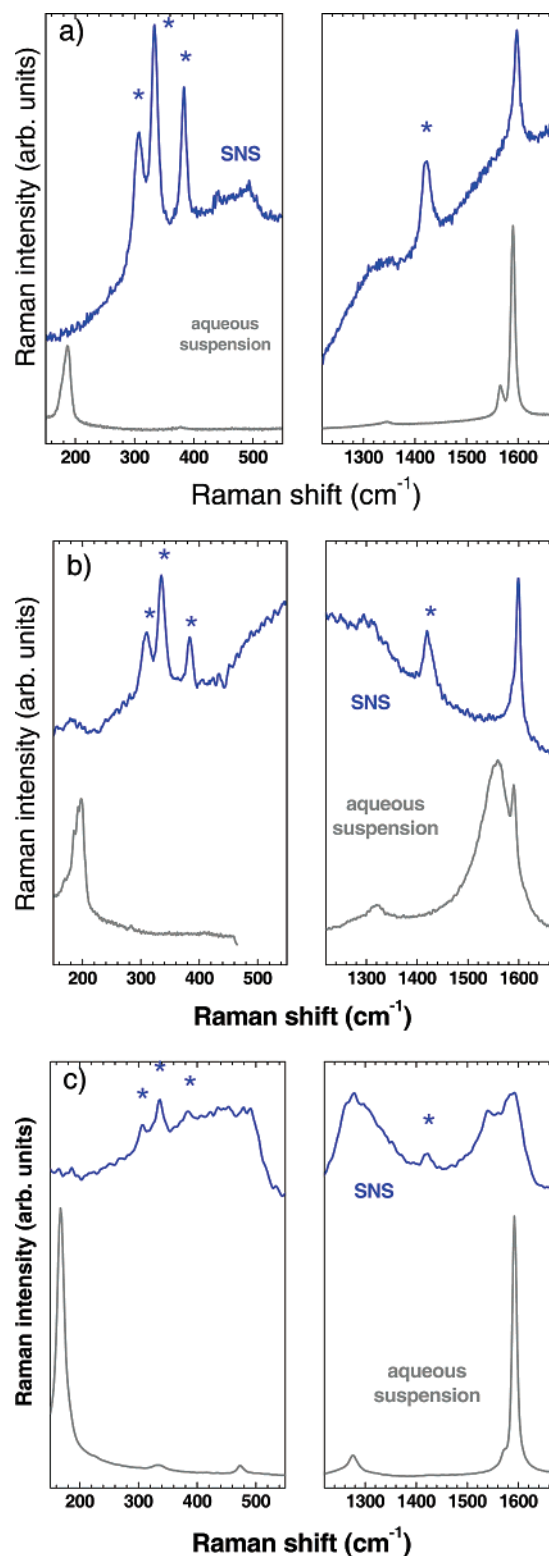 a)
*
*
*
SNS
*
aqueous
suspension
Raman intensity (arb. units)
200 300 400 500
1300 1400 1500 1600
Raman shift (cm⁻¹)
b)
*
*
*
*
SNS
aqueous
suspension
Raman intensity (arb. units)
200 300 400 500
1300 1400 1500 1600
Raman shift (cm⁻¹)
c)
*
*
*
*
SNS
aqueous
suspension
Raman intensity (arb. units)
200 300 400 500
1300 1400 1500 1600
Raman shift (cm⁻¹)